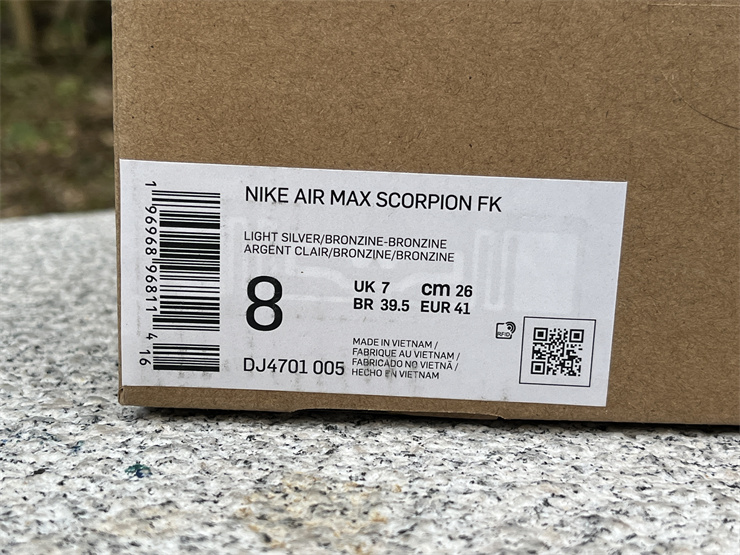 NIKE AIR MAX SCORPION FK
LIGHT SILVER/BRONZINE-BRONZINE
ARGENT CLAIR/BRONZINE/BRONZINE
8
UK 7 cm 26
BR 39.5 EUR 41
DJ4701 005
MADE IN VIETNAM /
FABRIQUE AU VIETNAM /
FABRICADO NO VIETNÃ /
HECHO EN VIETNAM
RFID
1 96968 96811 4 16